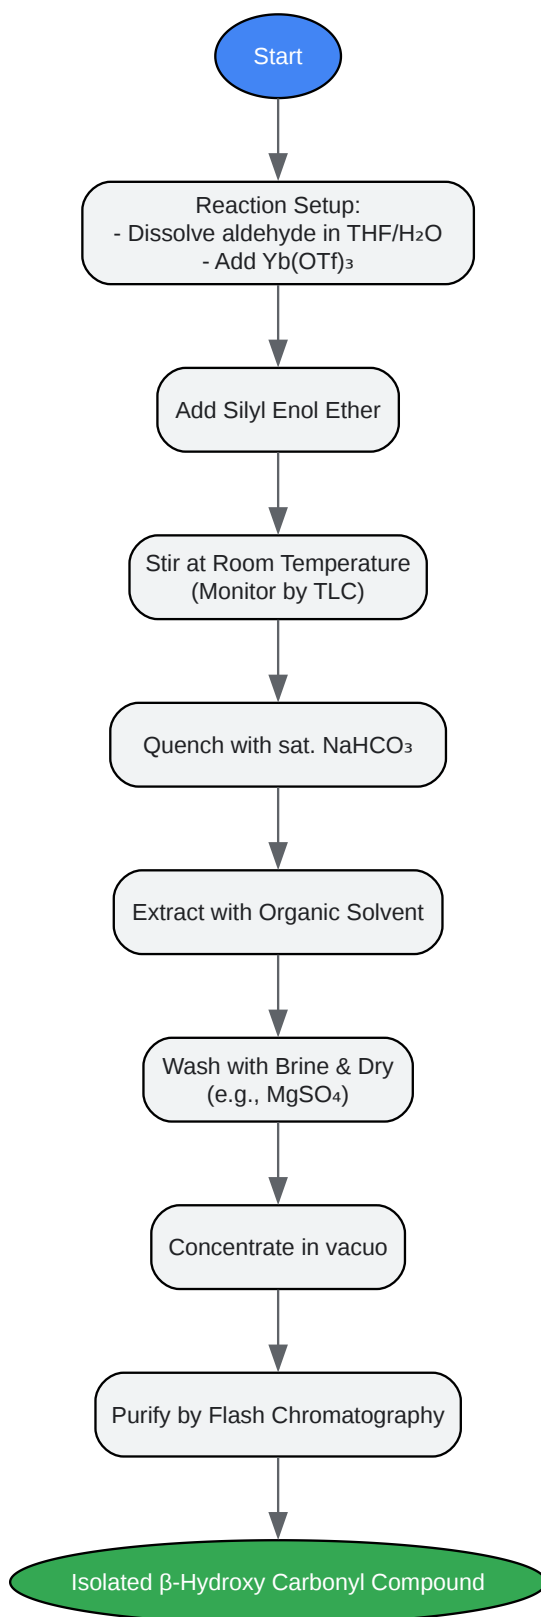 Start
Reaction Setup:
- Dissolve aldehyde in THF/H₂O
- Add Yb(OTf)₃
Add Silyl Enol Ether
Stir at Room Temperature
(Monitor by TLC)
Quench with sat. NaHCO₃
Extract with Organic Solvent
Wash with Brine & Dry
(e.g., MgSO₄)
Concentrate in vacuo
Purify by Flash Chromatography
Isolated β-Hydroxy Carbonyl Compound